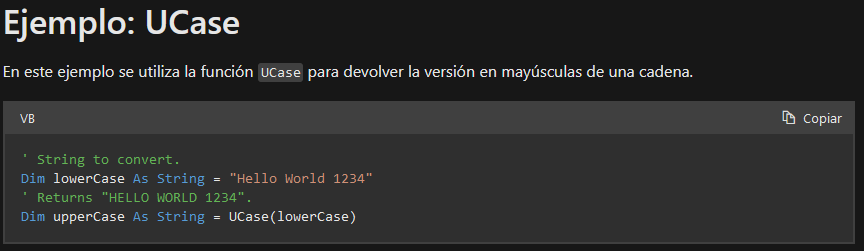 Ejemplo: UCase
En este ejemplo se utiliza la función UCase para devolver la versión en mayúsculas de una cadena.
VB
Copiar
' String to convert.
Dim lowerCase As String = "Hello World 1234"
' Returns "HELLO WORLD 1234".
Dim upperCase As String = UCase(lowerCase)